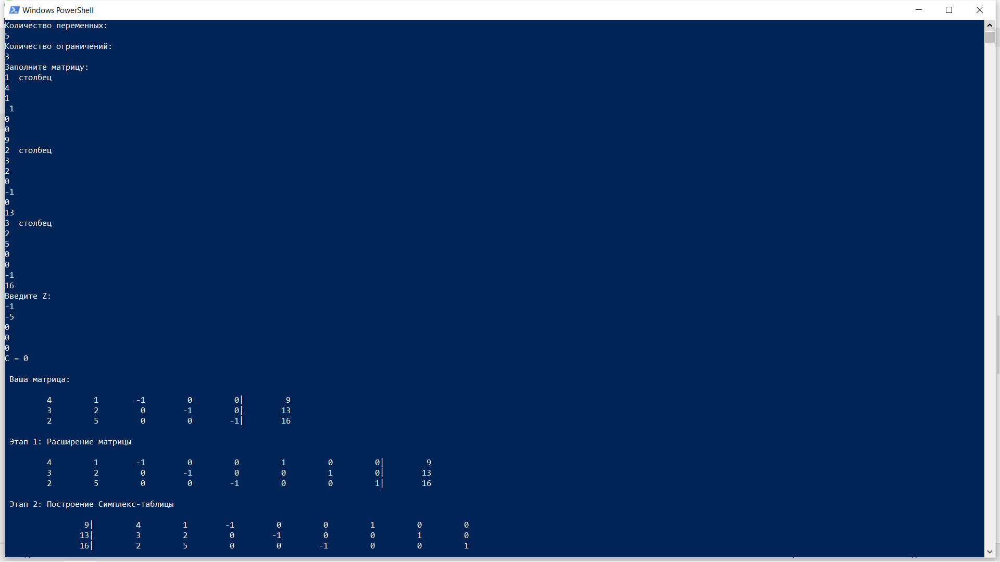 Windows PowerShell
Количество переменных:
5
Количество ограничений:
3
Заполните матрицу:
1  столбец
4
1
-1
0
0
9
2  столбец
3
2
0
-1
0
13
3  столбец
2
5
0
0
-1
16
Введите Z:
-1
-5
0
0
0
C = 0
Ваша матрица:
4 1 -1 0 0| 9
3 2 0 -1 0| 13
2 5 0 0 -1| 16
Этап 1: Расширение матрицы
4 1 -1 0 0 1 0 0| 9
3 2 0 -1 0 0 1 0| 13
2 5 0 0 -1 0 0 1| 16
Этап 2: Построение Симплекс-таблицы
9| 4 1 -1 0 0 1 0 0
13| 3 2 0 -1 0 0 1 0
16| 2 5 0 0 -1 0 0 1